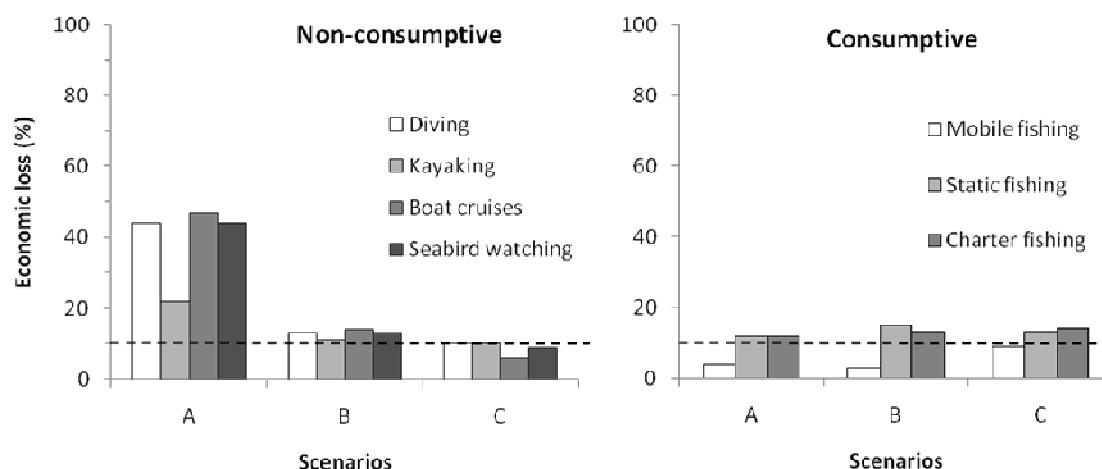 Non-consumptive
Economic loss (%)
100
80
60
40
20
0
Diving
Kayaking
Boat cruises
Seabird watching
A B C
Scenarios
Consumptive
100
80
60
40
20
0
Mobile fishing
Static fishing
Charter fishing
A B C
Scenarios